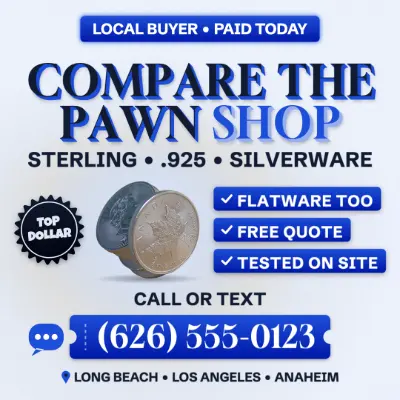 LOCAL BUYER • PAID TODAY
COMPARE THE
PAWN SHOP
STERLING • .925 • SILVERWARE
TOP
DOLLAR
✓ FLATWARE TOO
✓ FREE QUOTE
✓ TESTED ON SITE
CALL OR TEXT
(626) 555-0123
LONG BEACH • LOS ANGELES • ANAHEIM